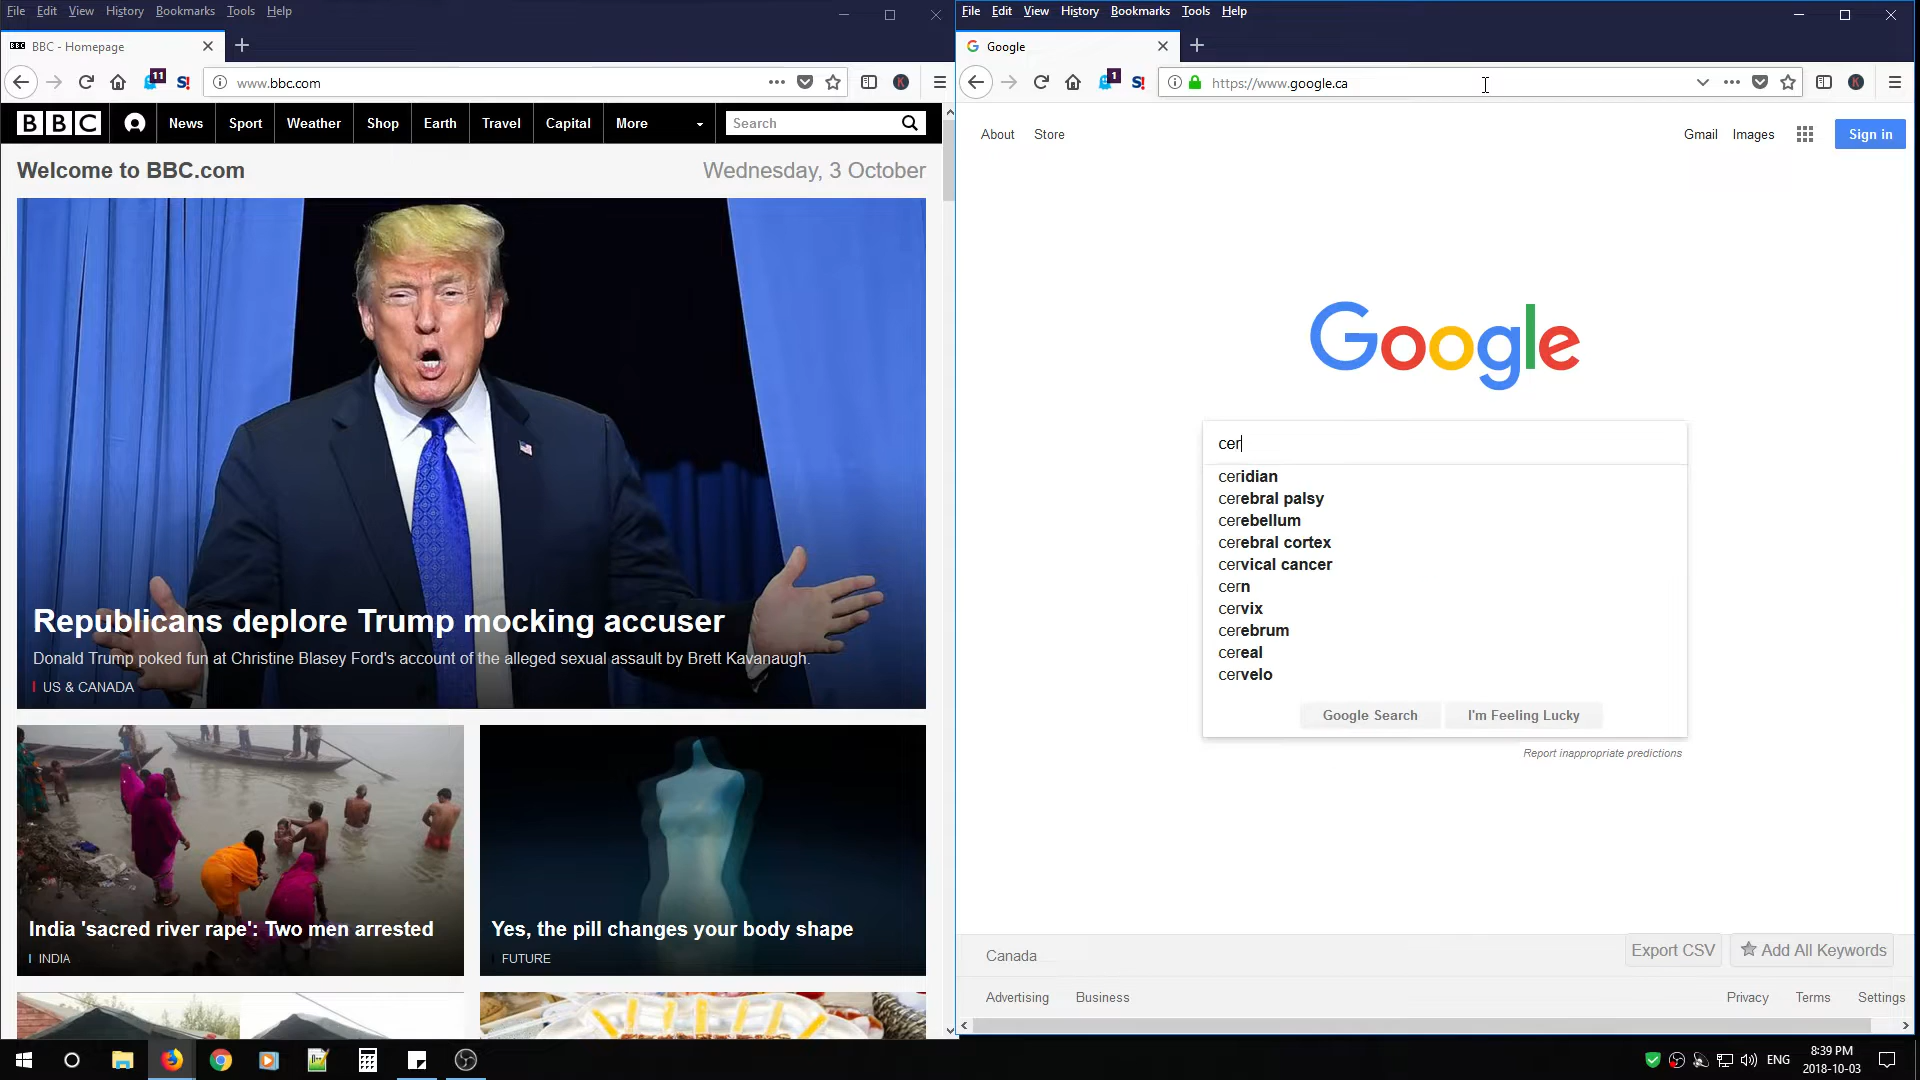 File Edit View History Bookmarks Tools Help
BBC BBC - Homepage
11 S! www.bbc.com
BBC News Sport Weather Shop Earth Travel Capital More Search
Welcome to BBC.com Wednesday, 3 October
Republicans deplore Trump mocking accuser
Donald Trump poked fun at Christine Blasey Ford's account of the alleged sexual assault by Brett Kavanaugh.
US & CANADA
India 'sacred river rape': Two men arrested
INDIA
Yes, the pill changes your body shape
FUTURE
File Edit View History Bookmarks Tools Help
G Google
1 S! https://www.google.ca K
About Store Gmail Images Sign in
Google
cer
ceridian
cerebral palsy
cerebellum
cerebral cortex
cervical cancer
cern
cervix
cerebrum
cereal
cervelo
Google Search I'm Feeling Lucky
Report inappropriate predictions
Canada Export CSV Add All Keywords
Advertising Business Privacy Terms Settings
ENG 8:39 PM
2018-10-03